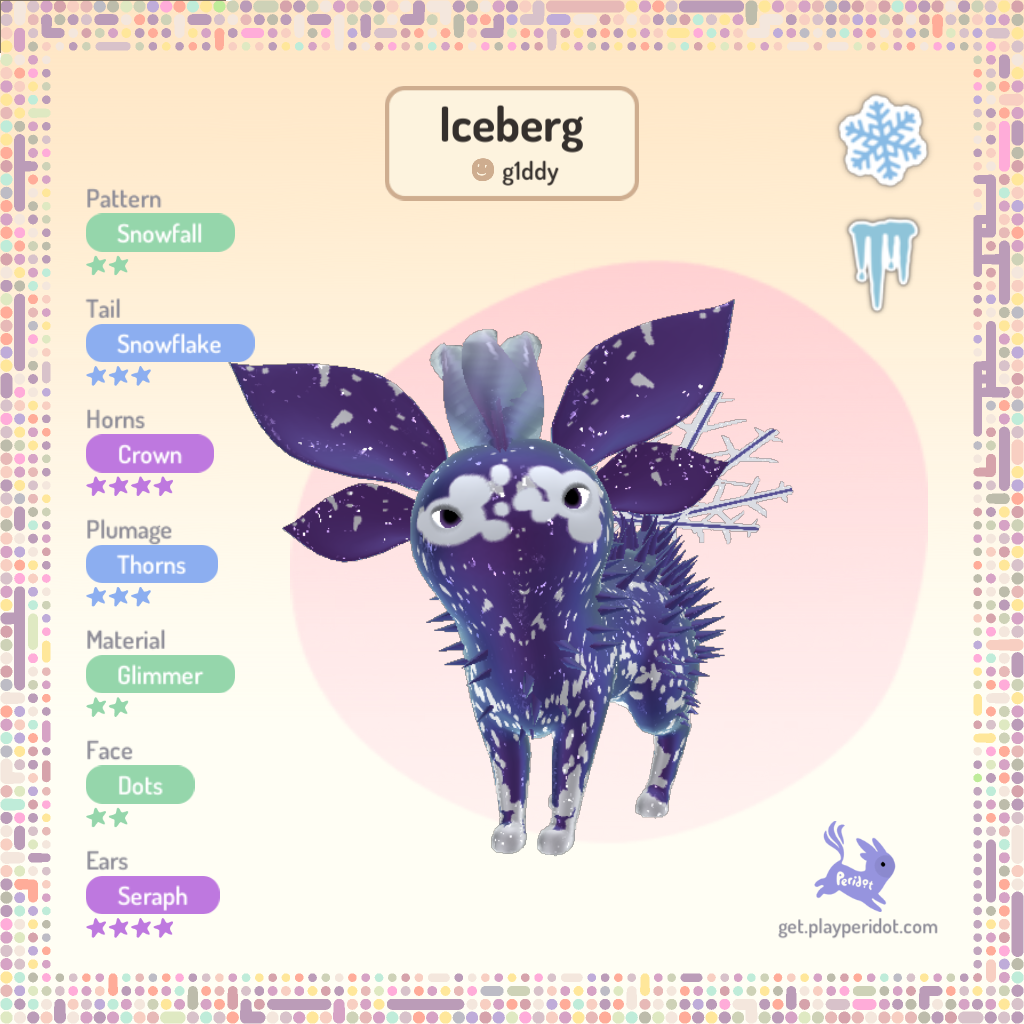 Iceberg
g1ddy
Pattern
Snowfall
Tail
Snowflake
Horns
Crown
Plumage
Thorns
Material
Glimmer
Face
Dots
Ears
Seraph
Peridot
get.playperidot.com